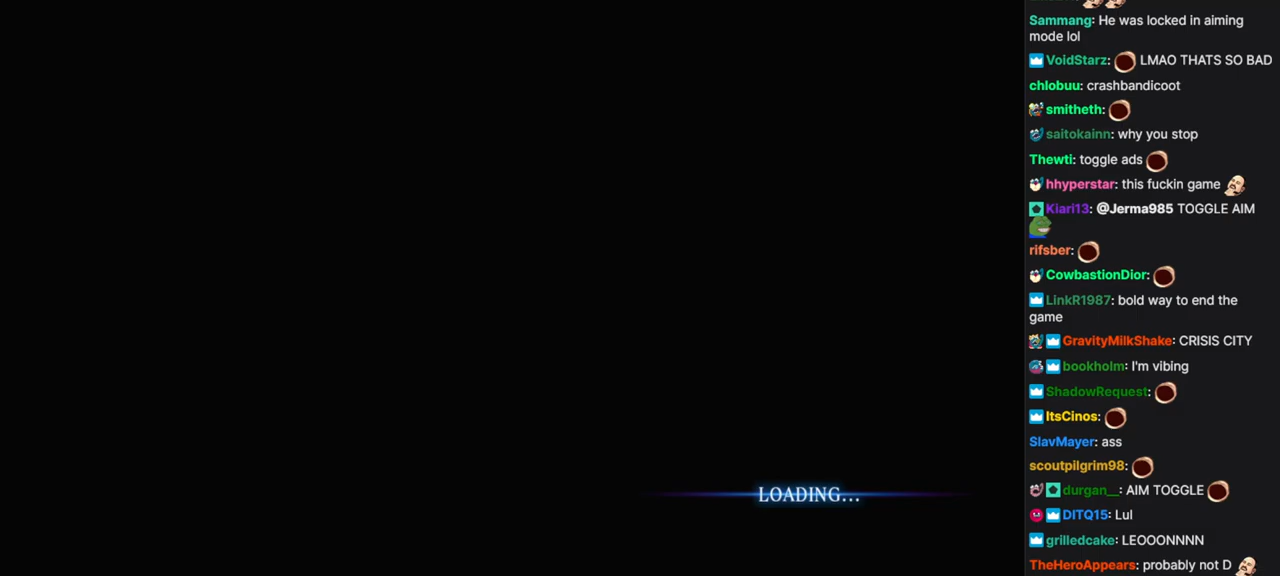 Sammang: He was locked in aiming
mode lol
VoidStarz: LMAO THATS SO BAD
chlobuu: crashbandicoot
smitheth:
saitokainn: why you stop
Thewti: toggle ads
hhyperstar: this fuckin game
Kiari13: @Jerma985 TOGGLE AIM
rifsber:
CowbastionDior:
LinkR1987: bold way to end the
game
GravityMilkShake: CRISIS CITY
bookholm: I'm vibing
ShadowRequest:
ItsCinos:
SlavMayer: ass
scoutpilgrim98:
durgan__: AIM TOGGLE
DITQ15: Lul
grilledcake: LEOOONNNN
TheHeroAppears: probably not D
LOADING...